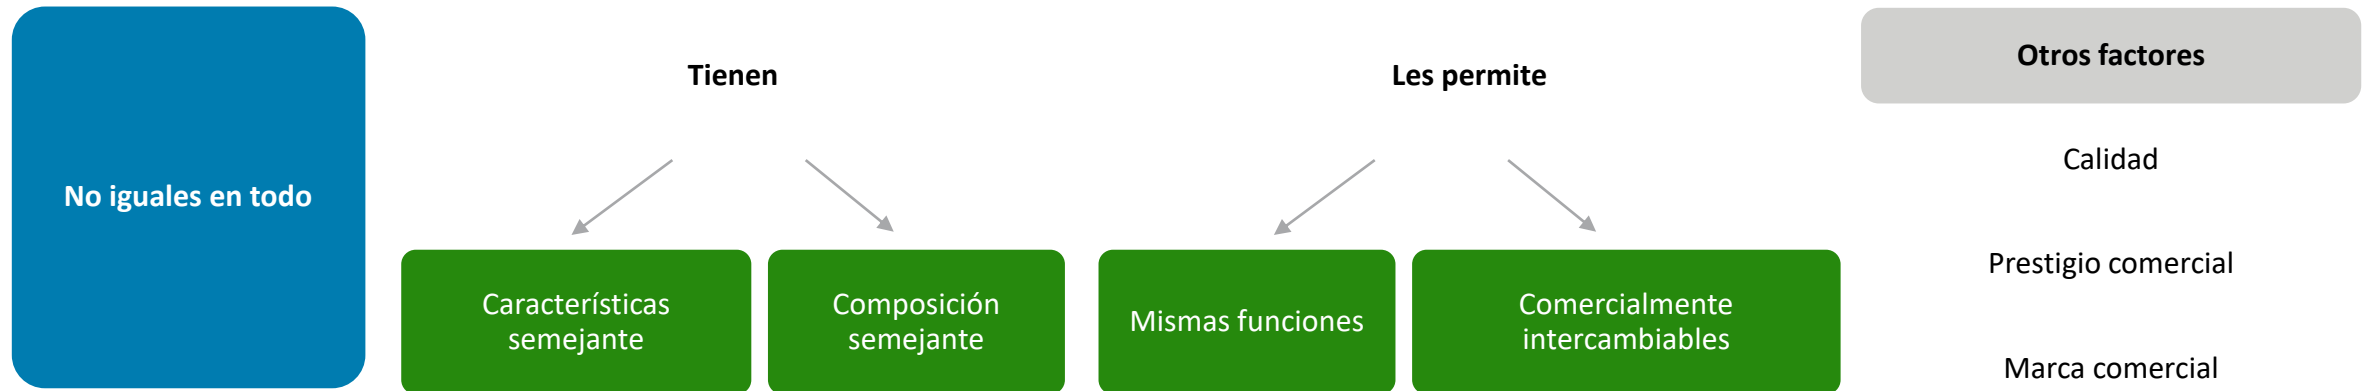 No iguales en todo
Tienen
Características
semejante
Composición
semejante
Les permite
Mismas funciones
Comercialmente
intercambiables
Otros factores
Calidad
Prestigio comercial
Marca comercial